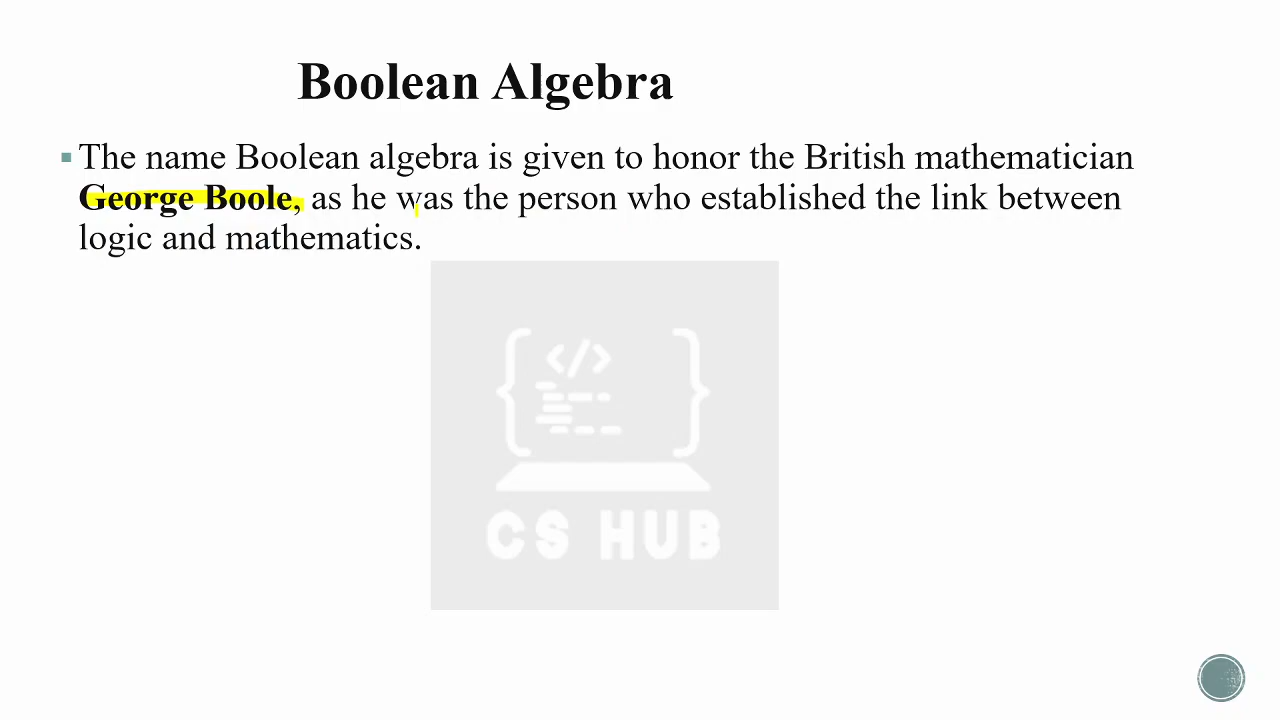 Boolean Algebra
▪ The name Boolean algebra is given to honor the British mathematician
George Boole, as he was the person who established the link between
logic and mathematics.
</>
CS HUB